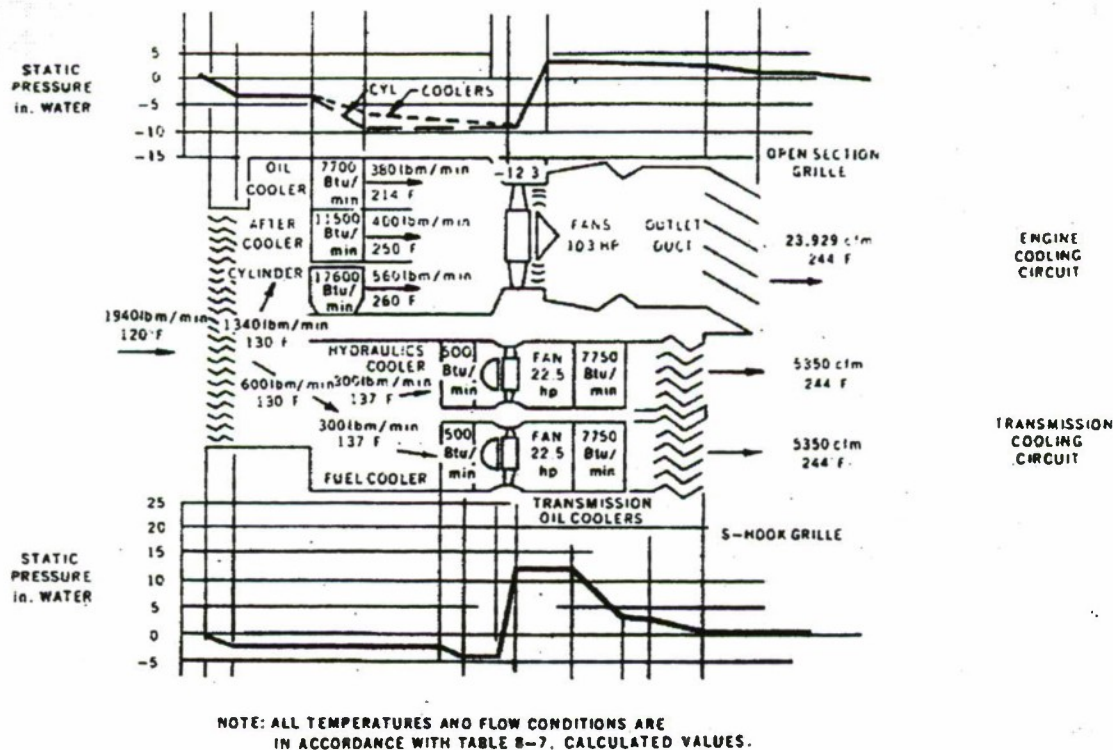 STATIC
PRESSURE
in. WATER
5
0
-5
-10
-15
CYL
COOLERS
OPEN SECTION
GRILLE
OIL
COOLER
7700
Btu/
min
380 lbm/min
214 F
-12 3
AFTER
COOLER
11500
Btu/
min
400 lbm/min
250 F
FANS
103 HP
OUTLET
DUCT
23,929 cfm
244 F
ENGINE
COOLING
CIRCUIT
CYLINDER
17600
Btu/
min
560 lbm/min
260 F
1940 lbm/min
120°F
1340 lbm/min
130 F
HYDRAULICS
COOLER
500
Btu/
min
FAN
22.5
hp
7750
Btu/
min
5350 cfm
244 F
600 lbm/min
130 F
300 lbm/min
137 F
300 lbm/min
137 F
500
Btu/
min
FAN
22.5
hp
7750
Btu/
min
5350 cfm
244 F
TRANSMISSION
COOLING
CIRCUIT
FUEL COOLER
TRANSMISSION
OIL COOLERS
S-HOOK GRILLE
STATIC
PRESSURE
in. WATER
25
20
15
10
5
0
-5
NOTE: ALL TEMPERATURES AND FLOW CONDITIONS ARE
IN ACCORDANCE WITH TABLE 8-7, CALCULATED VALUES.